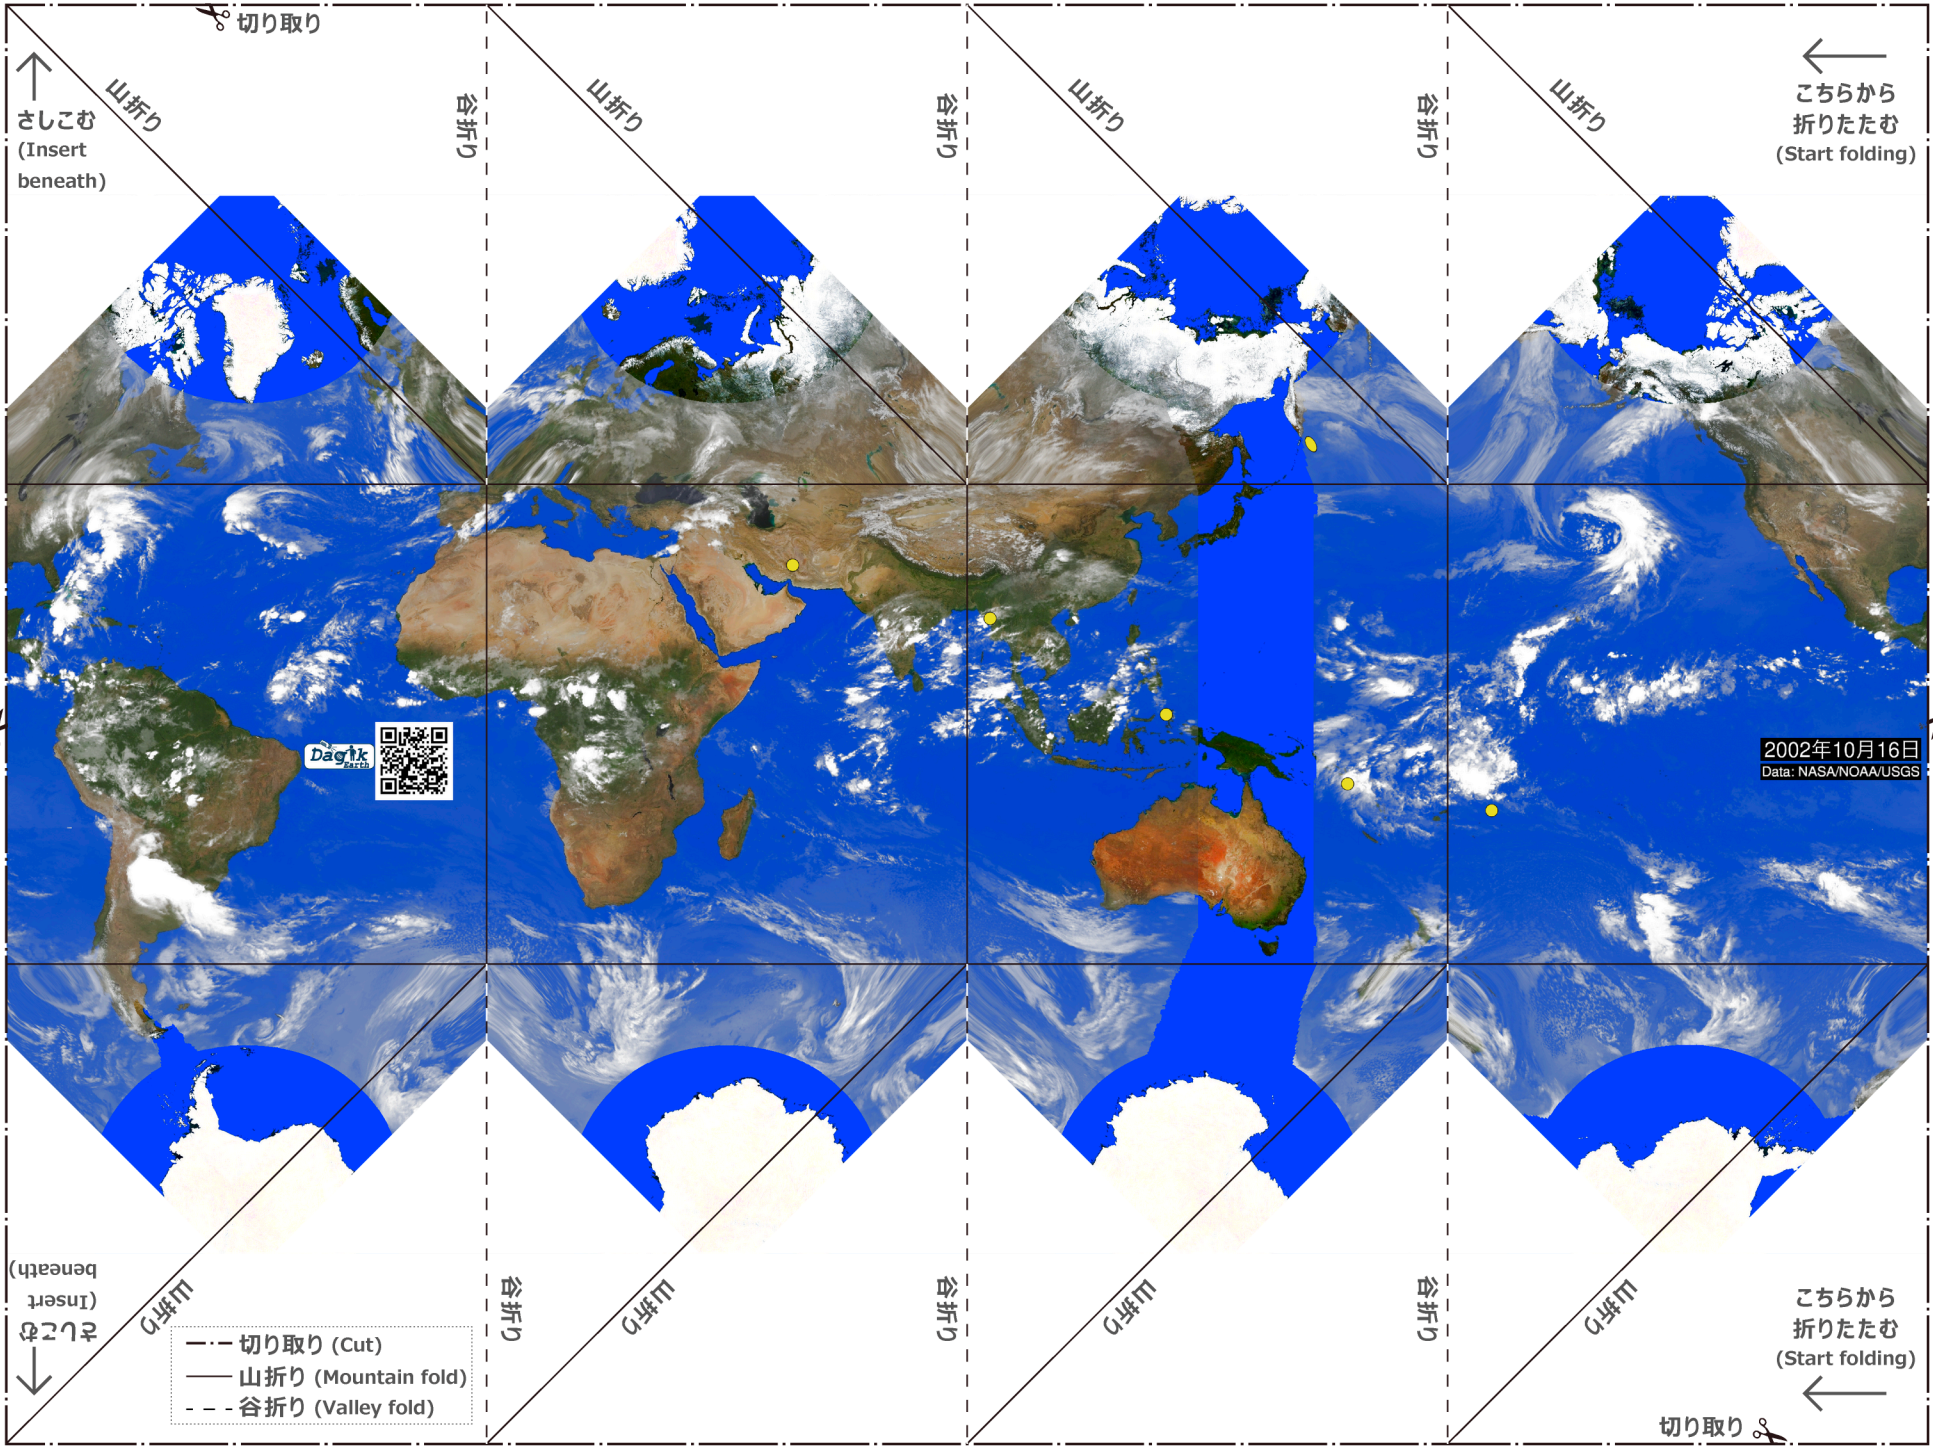 切り取り
山折り
谷折り
山折り
谷折り
山折り
谷折り
山折り
さしこむ
(Insert
beneath)
こちらから
折りたたむ
(Start folding)
Dagik
Earth
2002年10月16日
Data: NASA/NOAA/USGS
さしこむ
(Insert
beneath)
山折り
谷折り
山折り
谷折り
山折り
谷折り
山折り
こちらから
折りたたむ
(Start folding)
切り取り (Cut)
山折り (Mountain fold)
谷折り (Valley fold)
切り取り